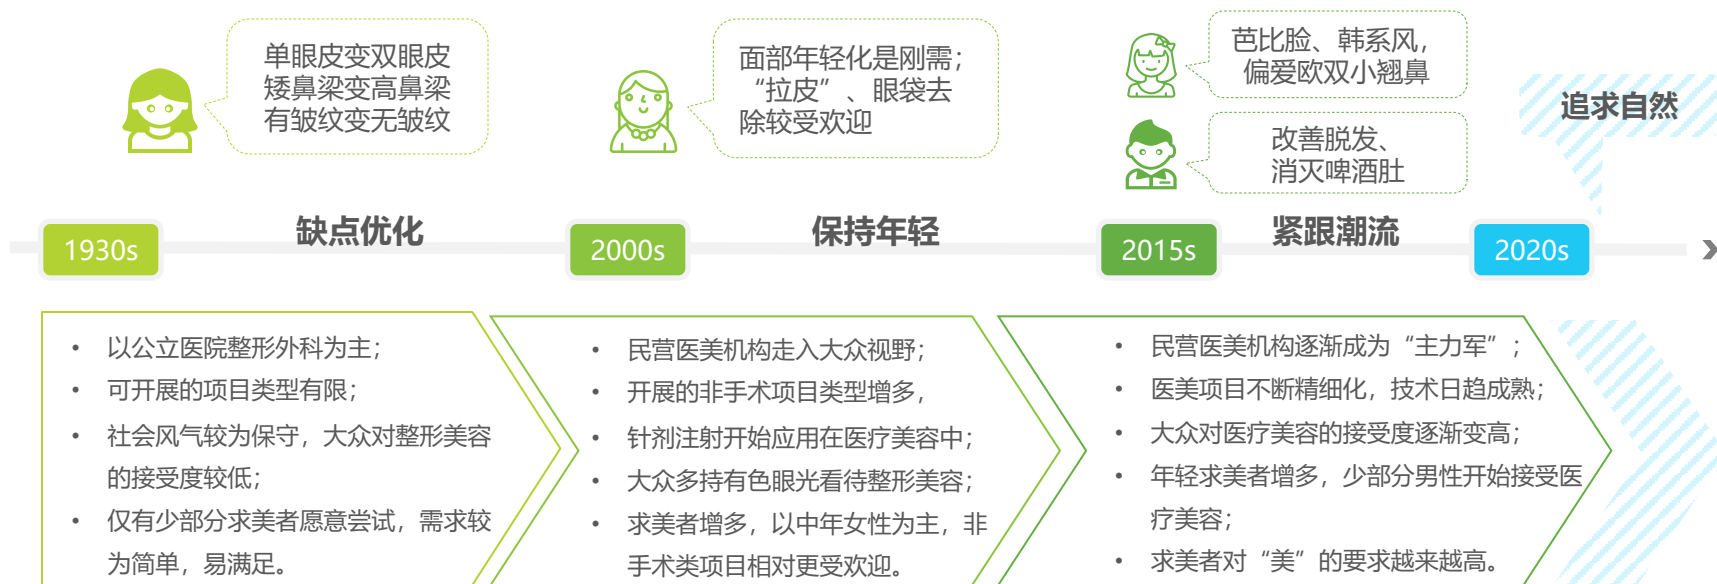 单眼皮变双眼皮
矮鼻梁变高鼻梁
有皱纹变无皱纹
面部年轻化是刚需；
“拉皮”、眼袋去
除较受欢迎
芭比脸、韩系风，
偏爱欧双小翘鼻
改善脱发、
消灭啤酒肚
追求自然
1930s
缺点优化
2000s
保持年轻
2015s
紧跟潮流
2020s
• 以公立医院整形外科为主；
• 可开展的项目类型有限；
• 社会风气较为保守，大众对整形美容
的接受度较低；
• 仅有少部分求美者愿意尝试，需求较
为简单，易满足。
• 民营医美机构走入大众视野；
• 开展的非手术项目类型增多，
• 针剂注射开始应用在医疗美容中；
• 大众多持有色眼光看待整形美容；
• 求美者增多，以中年女性为主，非
手术类项目相对更受欢迎。
• 民营医美机构逐渐成为“主力军”；
• 医美项目不断精细化，技术日趋成熟；
• 大众对医疗美容的接受度逐渐变高；
• 年轻求美者增多，少部分男性开始接受医
疗美容；
• 求美者对“美”的要求越来越高。